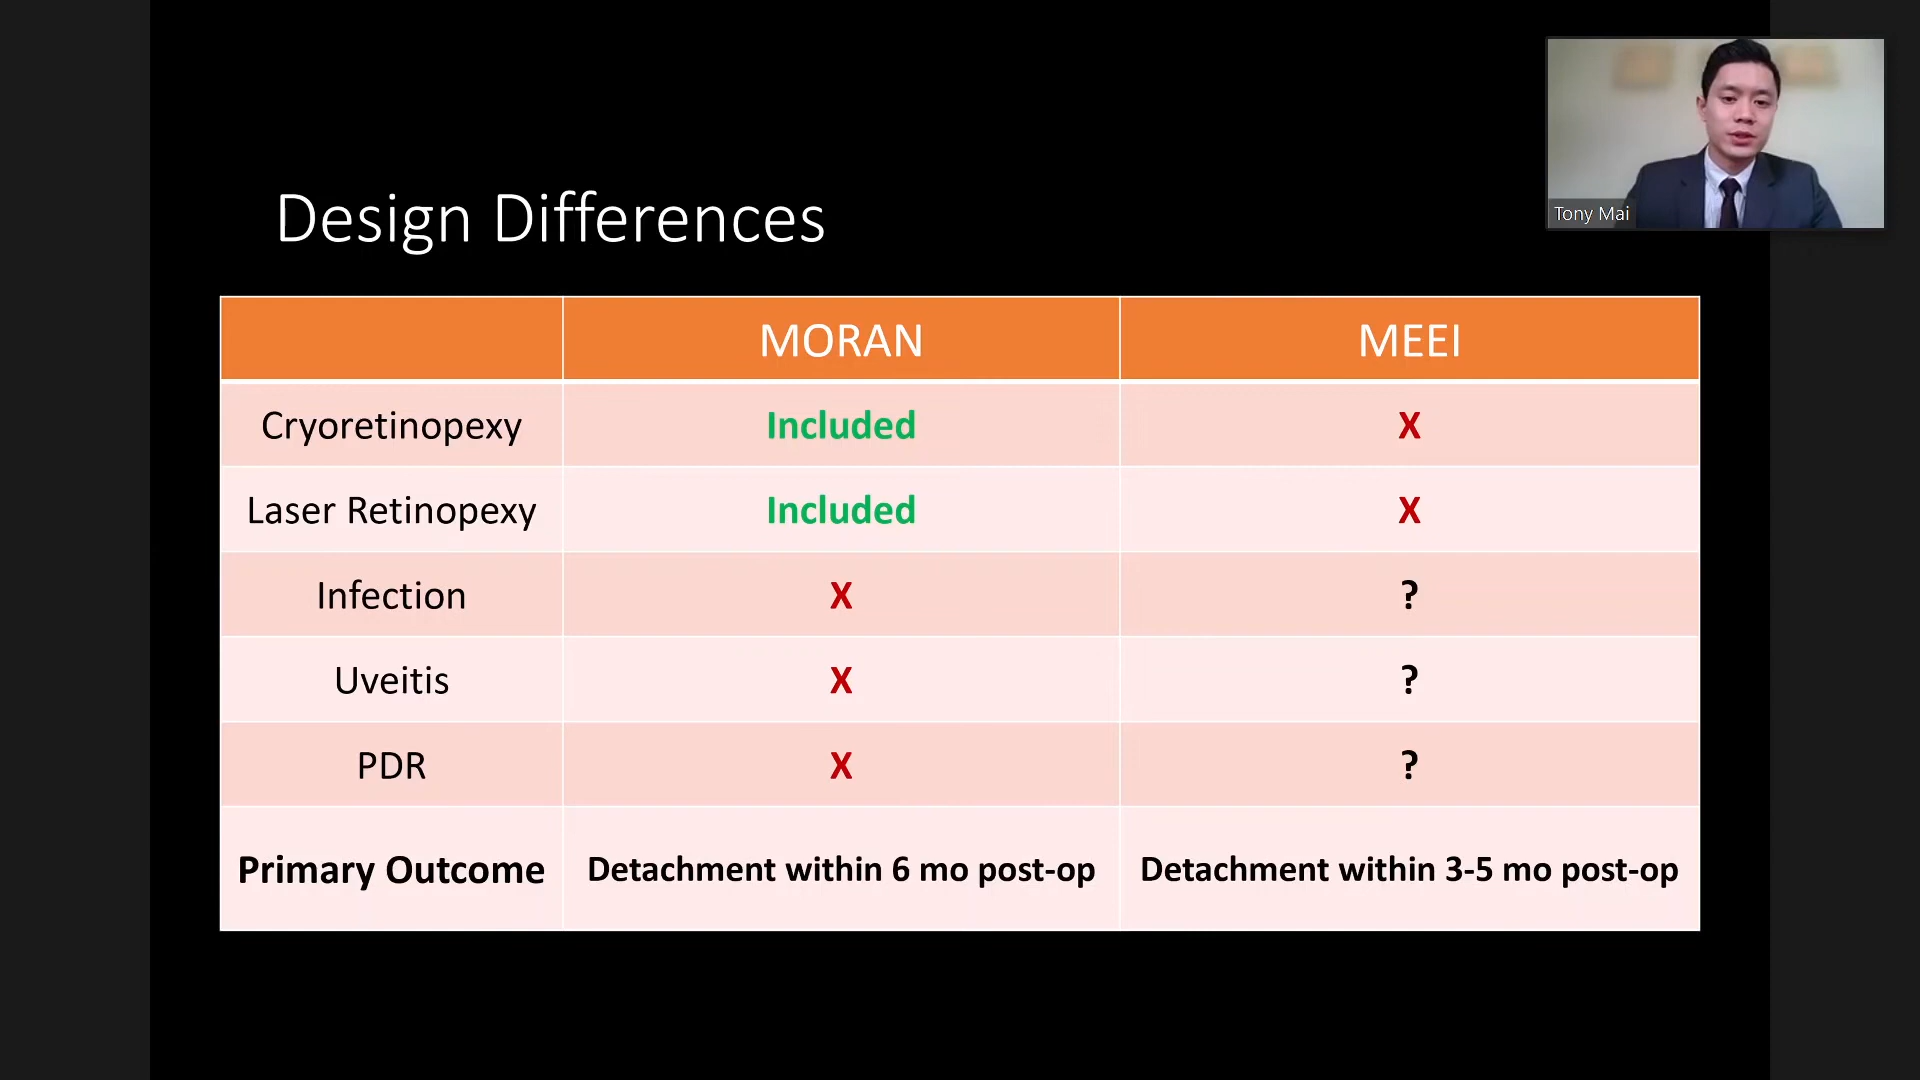 Tony Mai
Design Differences
MORAN MEEI
Cryoretinopexy Included X
Laser Retinopexy Included X
Infection X ?
Uveitis X ?
PDR X ?
Primary Outcome Detachment within 6 mo post-op Detachment within 3-5 mo post-op